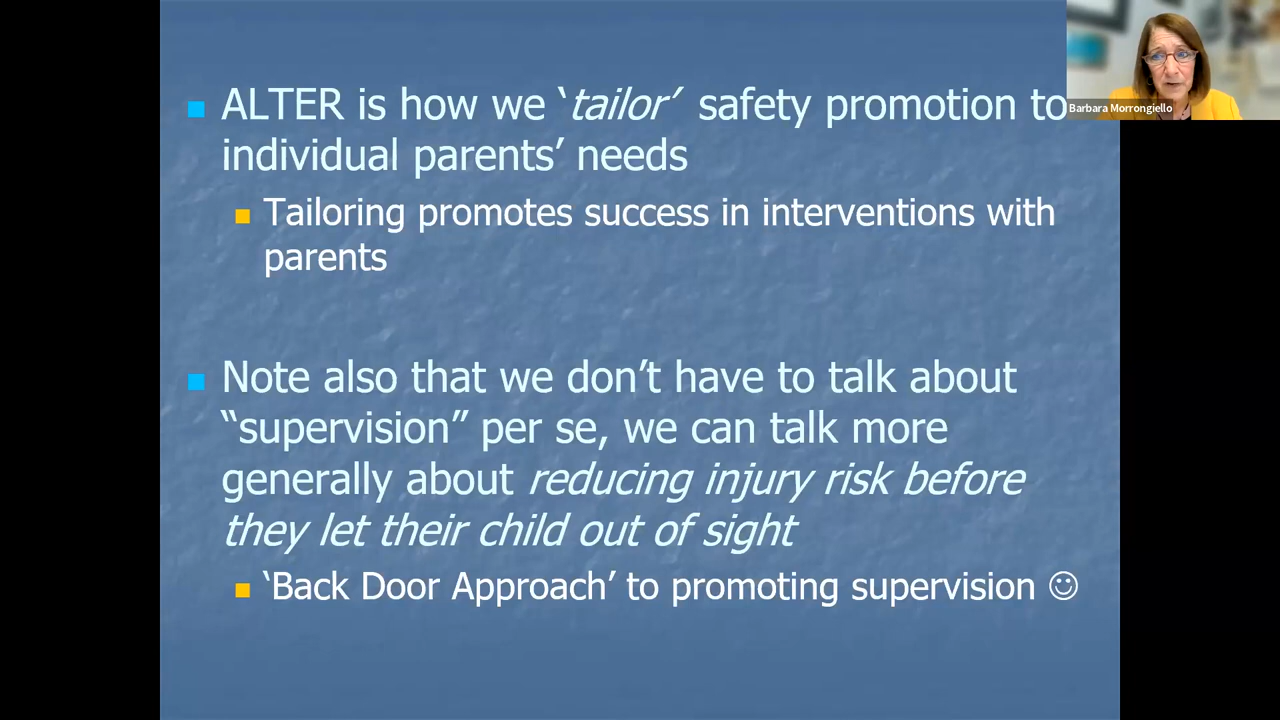 ALTER is how we ‘tailor’ safety promotion to
individual parents’ needs
Tailoring promotes success in interventions with
parents
Note also that we don’t have to talk about
“supervision” per se, we can talk more
generally about reducing injury risk before
they let their child out of sight
‘Back Door Approach’ to promoting supervision ☺
Barbara Morrongiello